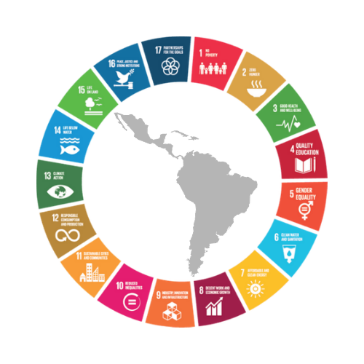 1 NO
POVERTY
2 ZERO
HUNGER
3 GOOD HEALTH
AND WELL-BEING
4 QUALITY
EDUCATION
5 GENDER
EQUALITY
6 CLEAN WATER
AND SANITATION
7 AFFORDABLE AND
CLEAN ENERGY
8 DECENT WORK AND
ECONOMIC GROWTH
9 INDUSTRY, INNOVATION
AND INFRASTRUCTURE
10 REDUCED
INEQUALITIES
11 SUSTAINABLE CITIES
AND COMMUNITIES
12 RESPONSIBLE
CONSUMPTION
AND PRODUCTION
13 CLIMATE
ACTION
14 LIFE BELOW
WATER
15 LIFE
ON LAND
16 PEACE, JUSTICE AND
STRONG INSTITUTIONS
17 PARTNERSHIPS
FOR THE GOALS